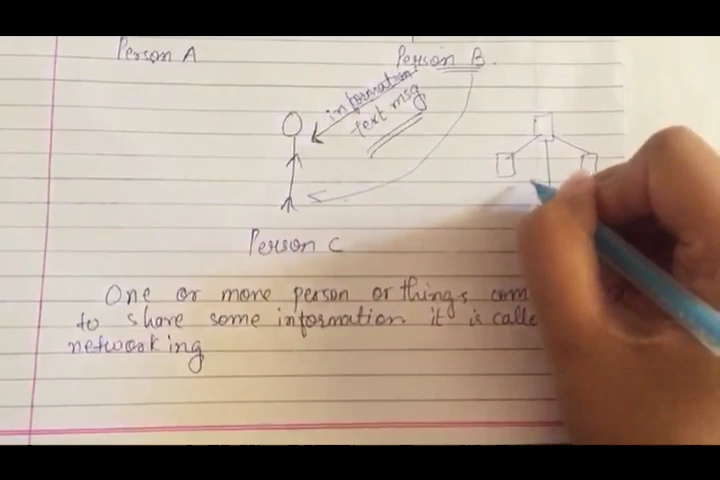 Person A
Person B.
information
text msg
Person C
One or more person or things com
to share some information it is calle
networking